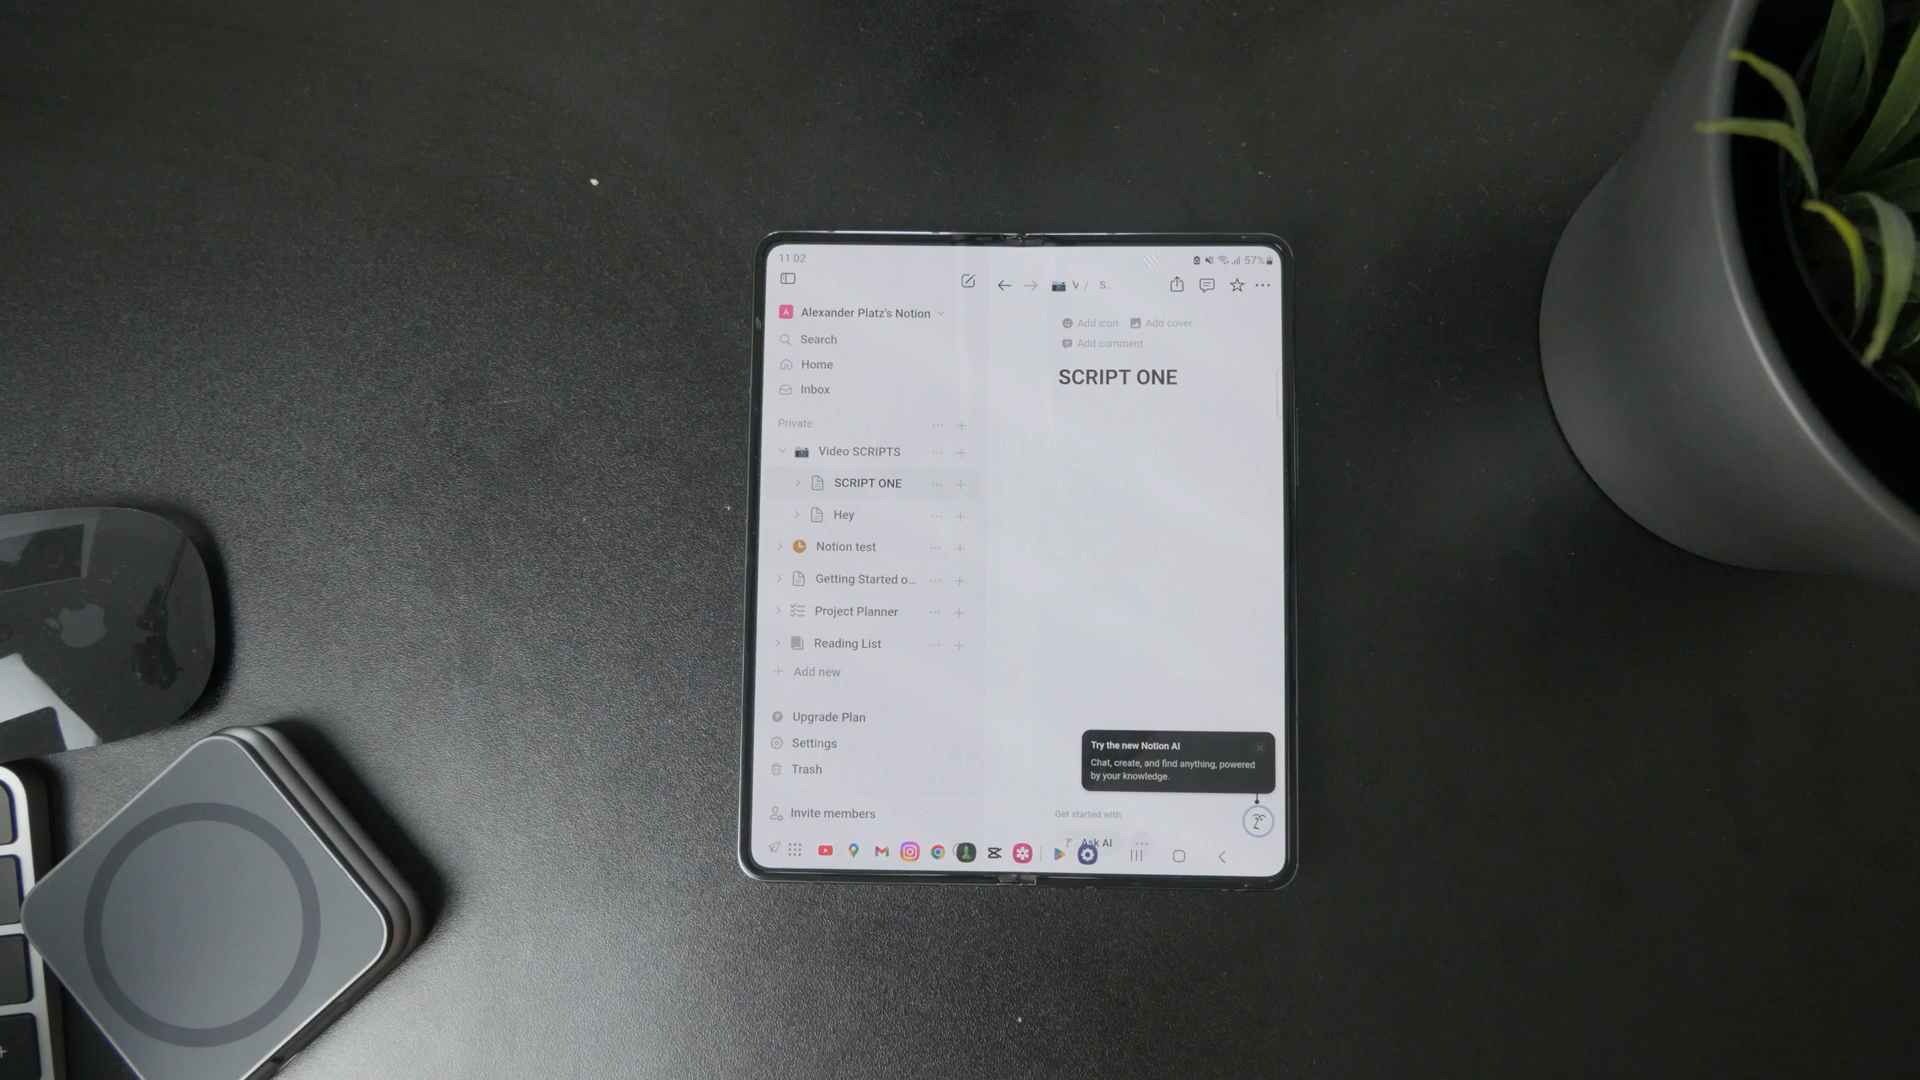 11:02
57%
Alexander Platz's Notion
Search
Home
Inbox
Private
Video SCRIPTS
SCRIPT ONE
Hey
Notion test
Getting Started o...
Project Planner
Reading List
Add new
Upgrade Plan
Settings
Trash
Invite members
V / S...
Add icon Add cover
Add comment
SCRIPT ONE
Try the new Notion AI
Chat, create, and find anything, powered
by your knowledge.
Get started with
Ask AI